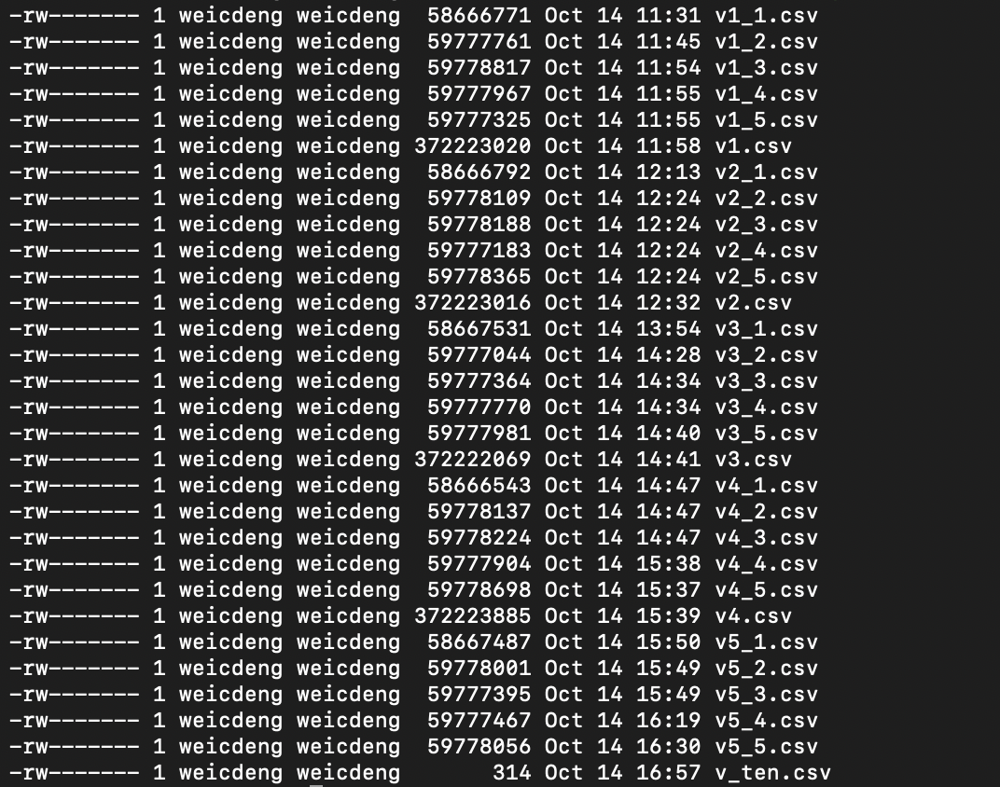 -rw------- 1 weicdeng weicdeng  58666771 Oct 14 11:31 v1_1.csv
-rw------- 1 weicdeng weicdeng  59777761 Oct 14 11:45 v1_2.csv
-rw------- 1 weicdeng weicdeng  59778817 Oct 14 11:54 v1_3.csv
-rw------- 1 weicdeng weicdeng  59777967 Oct 14 11:55 v1_4.csv
-rw------- 1 weicdeng weicdeng  59777325 Oct 14 11:55 v1_5.csv
-rw------- 1 weicdeng weicdeng 372223020 Oct 14 11:58 v1.csv
-rw------- 1 weicdeng weicdeng  58666792 Oct 14 12:13 v2_1.csv
-rw------- 1 weicdeng weicdeng  59778109 Oct 14 12:24 v2_2.csv
-rw------- 1 weicdeng weicdeng  59778188 Oct 14 12:24 v2_3.csv
-rw------- 1 weicdeng weicdeng  59777183 Oct 14 12:24 v2_4.csv
-rw------- 1 weicdeng weicdeng  59778365 Oct 14 12:24 v2_5.csv
-rw------- 1 weicdeng weicdeng 372223016 Oct 14 12:32 v2.csv
-rw------- 1 weicdeng weicdeng  58667531 Oct 14 13:54 v3_1.csv
-rw------- 1 weicdeng weicdeng  59777044 Oct 14 14:28 v3_2.csv
-rw------- 1 weicdeng weicdeng  59777364 Oct 14 14:34 v3_3.csv
-rw------- 1 weicdeng weicdeng  59777770 Oct 14 14:34 v3_4.csv
-rw------- 1 weicdeng weicdeng  59777981 Oct 14 14:40 v3_5.csv
-rw------- 1 weicdeng weicdeng 372222069 Oct 14 14:41 v3.csv
-rw------- 1 weicdeng weicdeng  58666543 Oct 14 14:47 v4_1.csv
-rw------- 1 weicdeng weicdeng  59778137 Oct 14 14:47 v4_2.csv
-rw------- 1 weicdeng weicdeng  59778224 Oct 14 14:47 v4_3.csv
-rw------- 1 weicdeng weicdeng  59777904 Oct 14 15:38 v4_4.csv
-rw------- 1 weicdeng weicdeng  59778698 Oct 14 15:37 v4_5.csv
-rw------- 1 weicdeng weicdeng 372223885 Oct 14 15:39 v4.csv
-rw------- 1 weicdeng weicdeng  58667487 Oct 14 15:50 v5_1.csv
-rw------- 1 weicdeng weicdeng  59778001 Oct 14 15:49 v5_2.csv
-rw------- 1 weicdeng weicdeng  59777395 Oct 14 15:49 v5_3.csv
-rw------- 1 weicdeng weicdeng  59777467 Oct 14 16:19 v5_4.csv
-rw------- 1 weicdeng weicdeng  59778056 Oct 14 16:30 v5_5.csv
-rw------- 1 weicdeng weicdeng       314 Oct 14 16:57 v_ten.csv